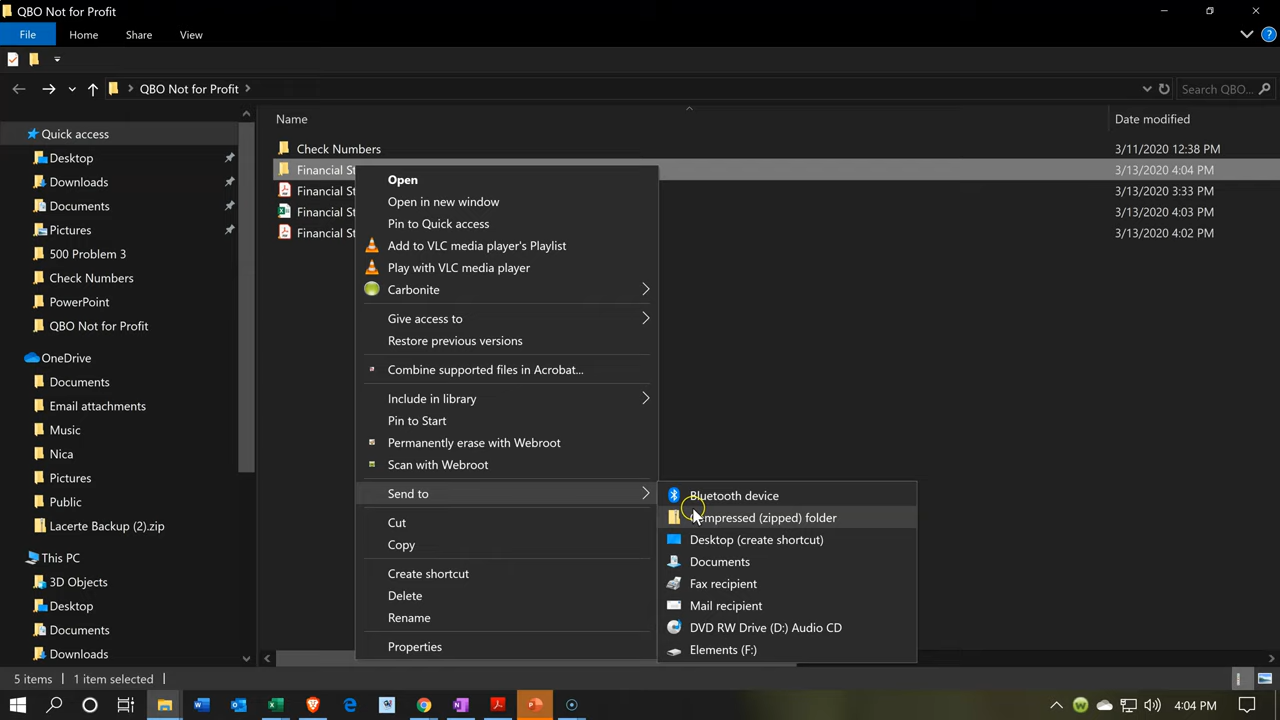 QBO Not for Profit
File Home Share View
QBO Not for Profit
Search QBO...
Name Date modified
Quick access
Desktop
Downloads
Documents
Pictures
500 Problem 3
Check Numbers
PowerPoint
QBO Not for Profit
OneDrive
Documents
Email attachments
Music
Nica
Pictures
Public
Lacerte Backup (2).zip
This PC
3D Objects
Desktop
Documents
Downloads
Check Numbers 3/11/2020 12:38 PM
Financial St 3/13/2020 4:04 PM
Financial St 3/13/2020 3:33 PM
Financial St 3/13/2020 4:03 PM
Financial St 3/13/2020 4:02 PM
Open
Open in new window
Pin to Quick access
Add to VLC media player's Playlist
Play with VLC media player
Carbonite
Give access to
Restore previous versions
Combine supported files in Acrobat...
Include in library
Pin to Start
Permanently erase with Webroot
Scan with Webroot
Send to
Cut
Copy
Create shortcut
Delete
Rename
Properties
Bluetooth device
Compressed (zipped) folder
Desktop (create shortcut)
Documents
Fax recipient
Mail recipient
DVD RW Drive (D:) Audio CD
Elements (F:)
5 items 1 item selected
4:04 PM